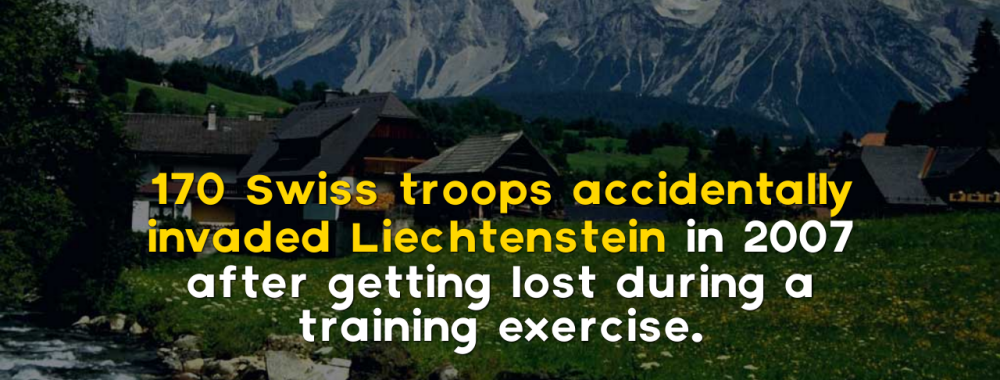 170 Swiss troops accidentally
invaded Liechtenstein in 2007
after getting lost during a
training exercise.